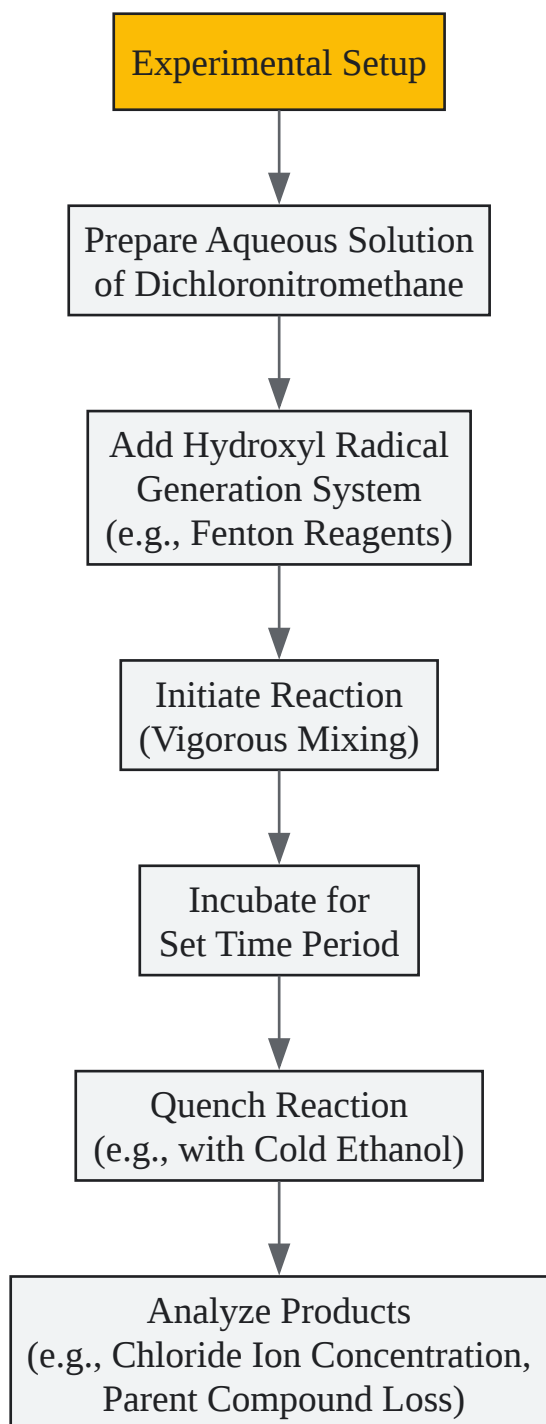 Experimental Setup
Prepare Aqueous Solution
of Dichloronitromethane
Add Hydroxyl Radical
Generation System
(e.g., Fenton Reagents)
Initiate Reaction
(Vigorous Mixing)
Incubate for
Set Time Period
Quench Reaction
(e.g., with Cold Ethanol)
Analyze Products
(e.g., Chloride Ion Concentration,
Parent Compound Loss)